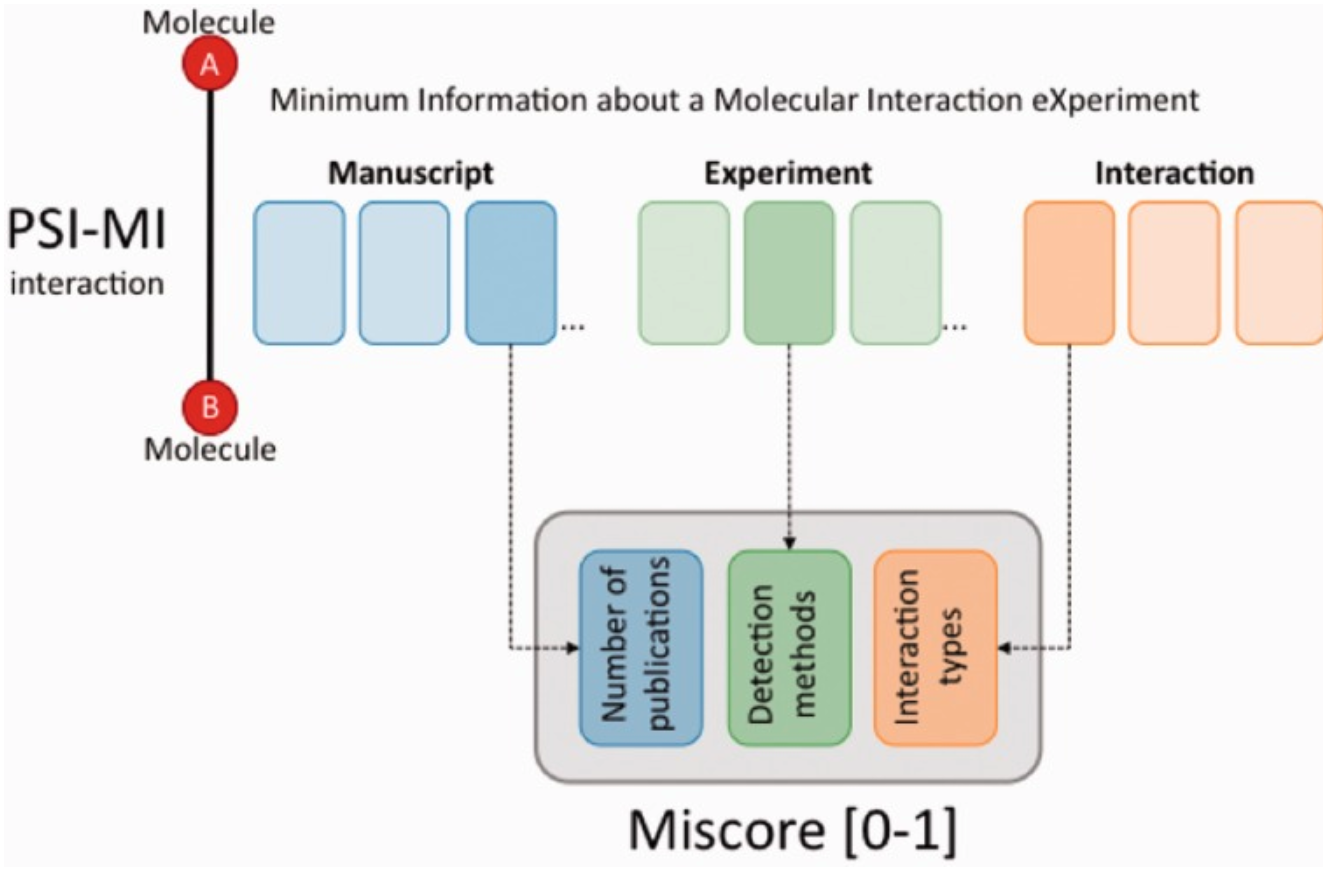 Molecule
A
Minimum Information about a Molecular Interaction eXperiment
Manuscript
Experiment
Interaction
PSI-MI
interaction
...
...
B
Molecule
Number of
publications
Detection
methods
Interaction
types
Miscore [0-1]